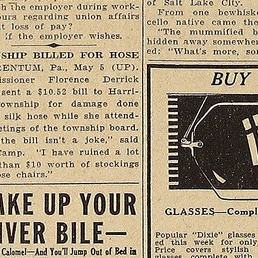 th the employer during work-
ours regarding union affairs
t loss of pay?
if the employer wishes.
SHIP BILLED FOR HOSE
RENTUM, Pa., May 5 (UP).
issioner Florence Derrick
sent a $10.52 bill to Harri-
ownship for damage done
silk hose while she attend-
etings of the township board.
the bill isn't a joke," said
Camp. "I have ruined a lot
than $10 worth of stockings
ose chairs."
AKE UP YOUR
IVER BILE—
Calomel—And You'll Jump Out of Bed in
of Salt Lake City.
From one bewhiske
cello native came the
"The mummified
hidden away somewher
ed: "What's more, son
BUY
GLASSES—Compl
Popular "Dixie" glasses
ed this week for only
Price covers stylish
glasses complete with